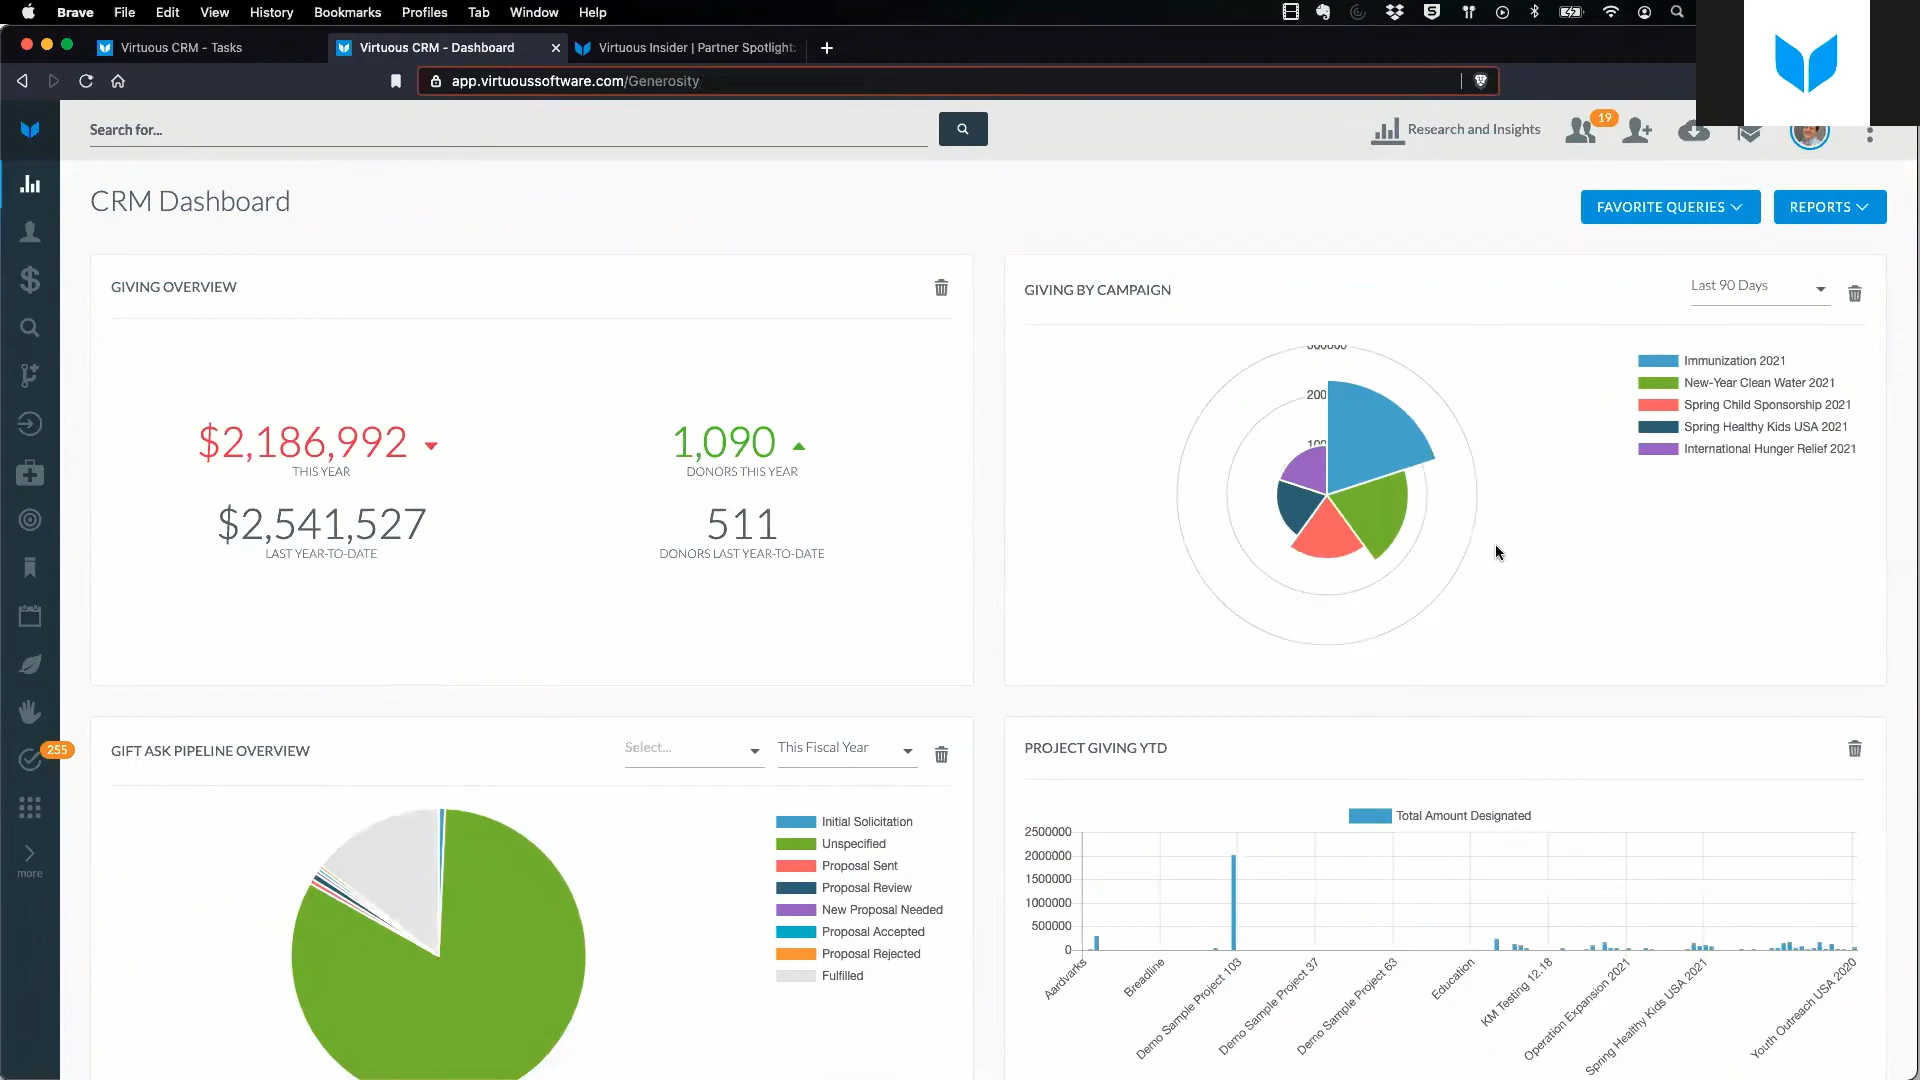 Brave File Edit View History Bookmarks Profiles Tab Window Help
Virtuous CRM - Tasks
Virtuous CRM - Dashboard
Virtuous Insider | Partner Spotlight:
app.virtuoussoftware.com/Generosity
Search for...
Research and Insights
19
CRM Dashboard
FAVORITE QUERIES
REPORTS
GIVING OVERVIEW
$2,186,992
THIS YEAR
1,090
DONORS THIS YEAR
$2,541,527
LAST YEAR-TO-DATE
511
DONORS LAST YEAR-TO-DATE
GIVING BY CAMPAIGN
Last 90 Days
200
Immunization 2021
New-Year Clean Water 2021
Spring Child Sponsorship 2021
Spring Healthy Kids USA 2021
International Hunger Relief 2021
255
more
GIFT ASK PIPELINE OVERVIEW
Select...
This Fiscal Year
Initial Solicitation
Unspecified
Proposal Sent
Proposal Review
New Proposal Needed
Proposal Accepted
Proposal Rejected
Fulfilled
PROJECT GIVING YTD
Total Amount Designated
2500000
2000000
1500000
1000000
500000
0
Aardvarks
Breadline
Demo Sample Project 103
Demo Sample Project 37
Demo Sample Project 63
Education
KM Testing 12.18
Operation Expansion 2021
Spring Healthy Kids USA 2021
Youth Outreach USA 2020